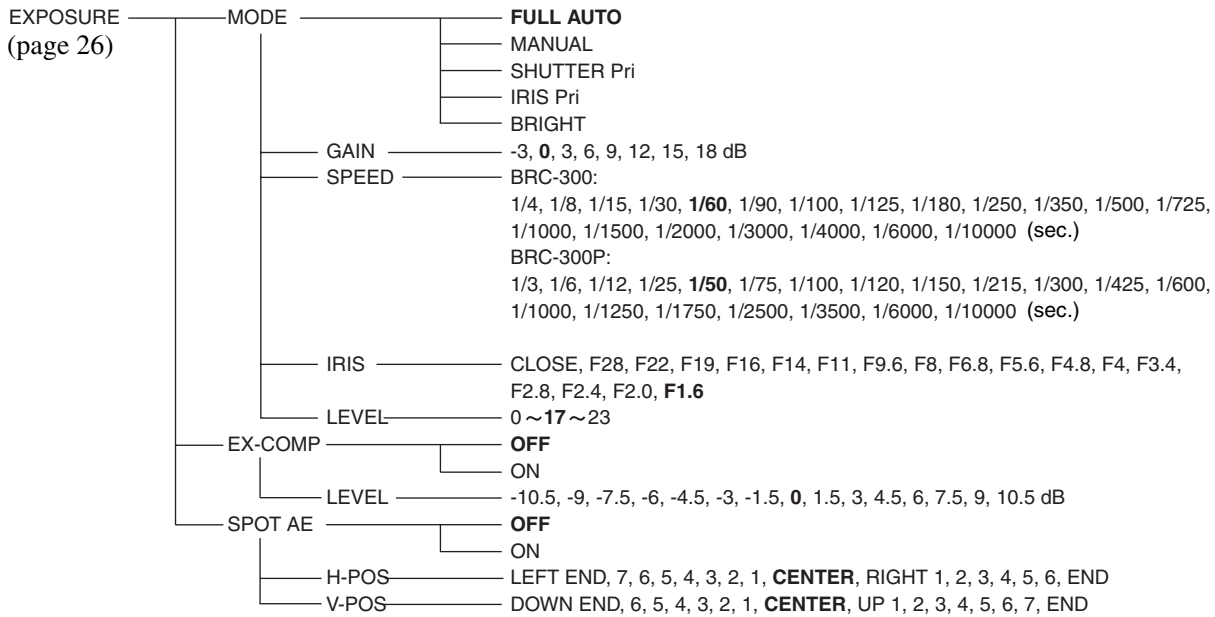 EXPOSURE MODE FULL AUTO
(page 26) MANUAL
SHUTTER Pri
IRIS Pri
BRIGHT
GAIN -3, 0, 3, 6, 9, 12, 15, 18 dB
SPEED BRC-300:
1/4, 1/8, 1/15, 1/30, 1/60, 1/90, 1/100, 1/125, 1/180, 1/250, 1/350, 1/500, 1/725,
1/1000, 1/1500, 1/2000, 1/3000, 1/4000, 1/6000, 1/10000 (sec.)
BRC-300P:
1/3, 1/6, 1/12, 1/25, 1/50, 1/75, 1/100, 1/120, 1/150, 1/215, 1/300, 1/425, 1/600,
1/1000, 1/1250, 1/1750, 1/2500, 1/3500, 1/6000, 1/10000 (sec.)
IRIS CLOSE, F28, F22, F19, F16, F14, F11, F9.6, F8, F6.8, F5.6, F4.8, F4, F3.4,
F2.8, F2.4, F2.0, F1.6
LEVEL 0～17～23
EX-COMP OFF
ON
LEVEL -10.5, -9, -7.5, -6, -4.5, -3, -1.5, 0, 1.5, 3, 4.5, 6, 7.5, 9, 10.5 dB
SPOT AE OFF
ON
H-POS LEFT END, 7, 6, 5, 4, 3, 2, 1, CENTER, RIGHT 1, 2, 3, 4, 5, 6, END
V-POS DOWN END, 6, 5, 4, 3, 2, 1, CENTER, UP 1, 2, 3, 4, 5, 6, 7, END